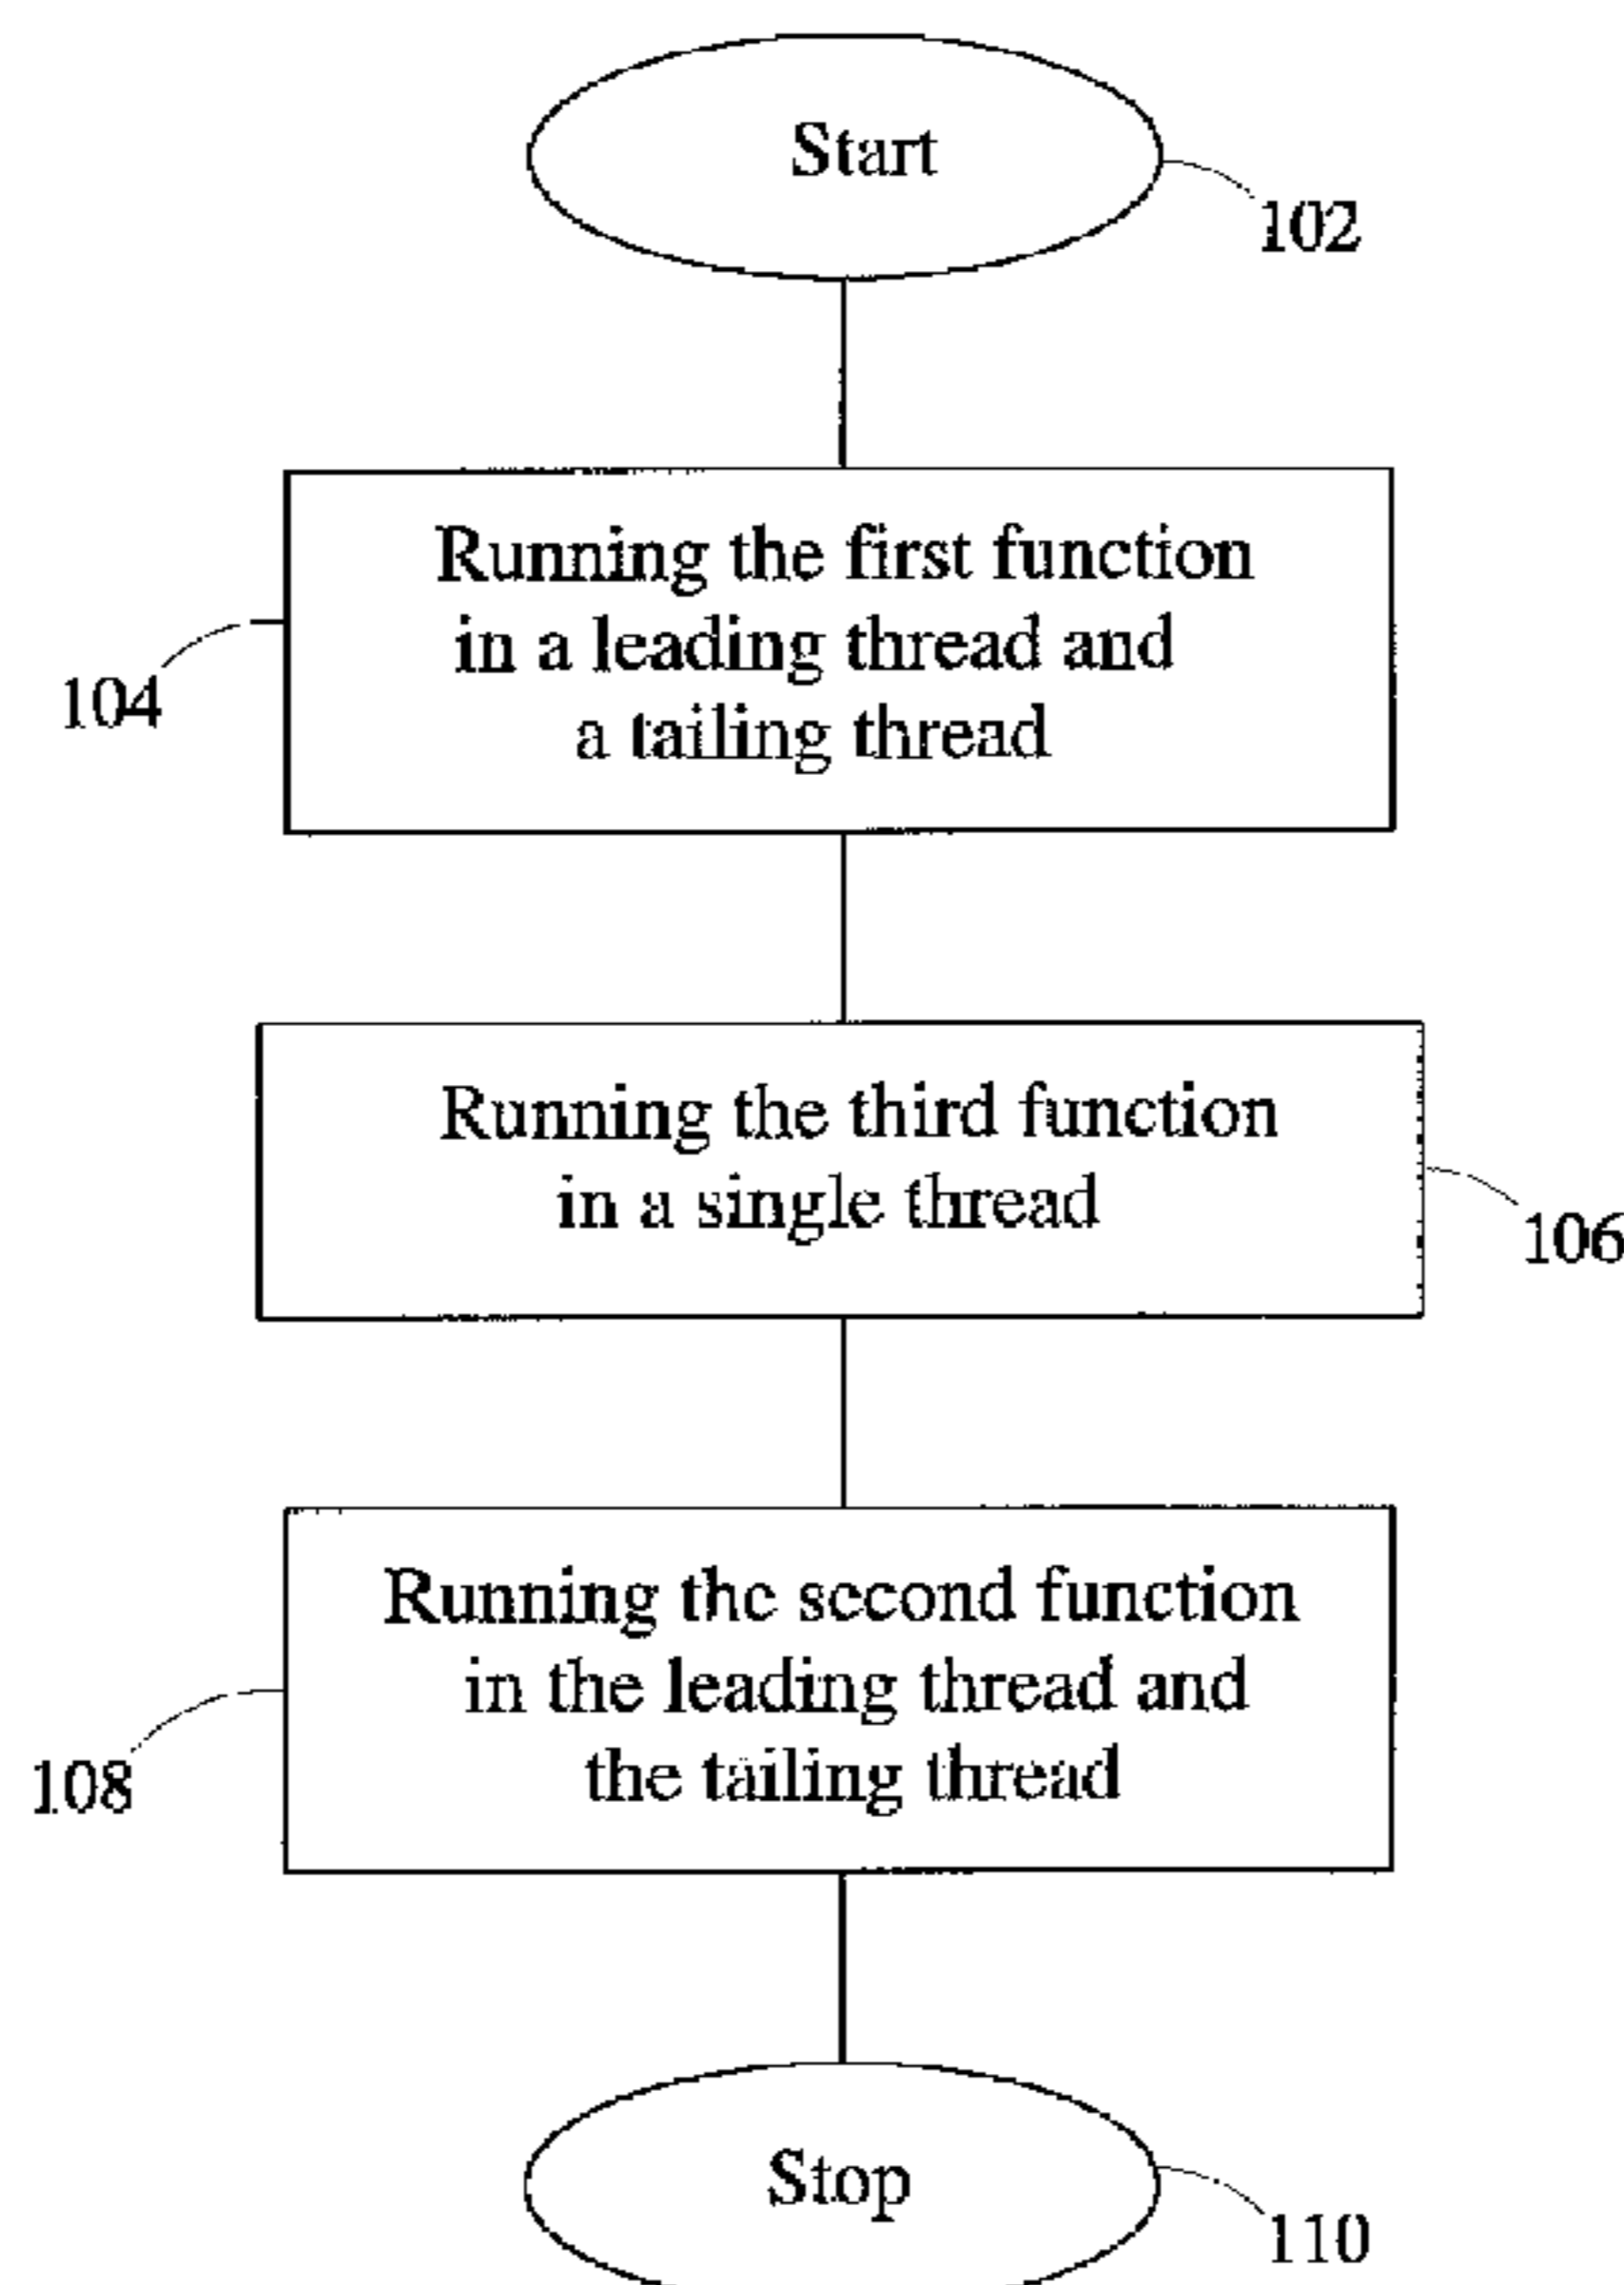 Start
102
Running the first function
in a leading thread and
a tailing thread
104
Running the third function
in a single thread
106
Running the second function
in the leading thread and
the tailing thread
108
Stop
110